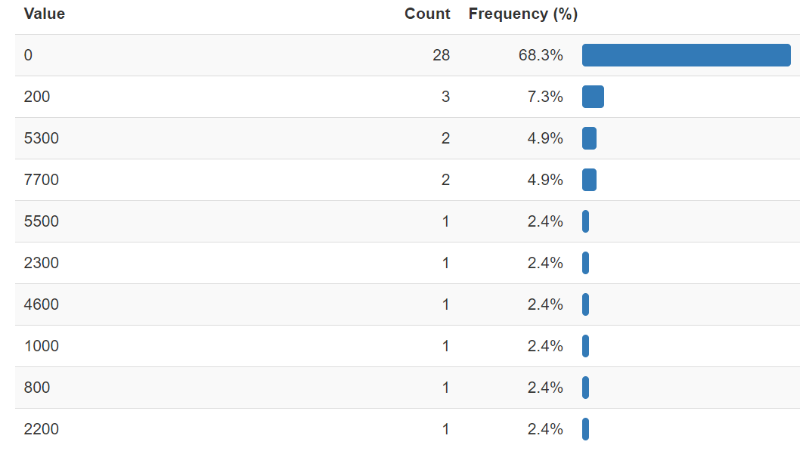 Value Count Frequency (%)
0 28 68.3%
200 3 7.3%
5300 2 4.9%
7700 2 4.9%
5500 1 2.4%
2300 1 2.4%
4600 1 2.4%
1000 1 2.4%
800 1 2.4%
2200 1 2.4%